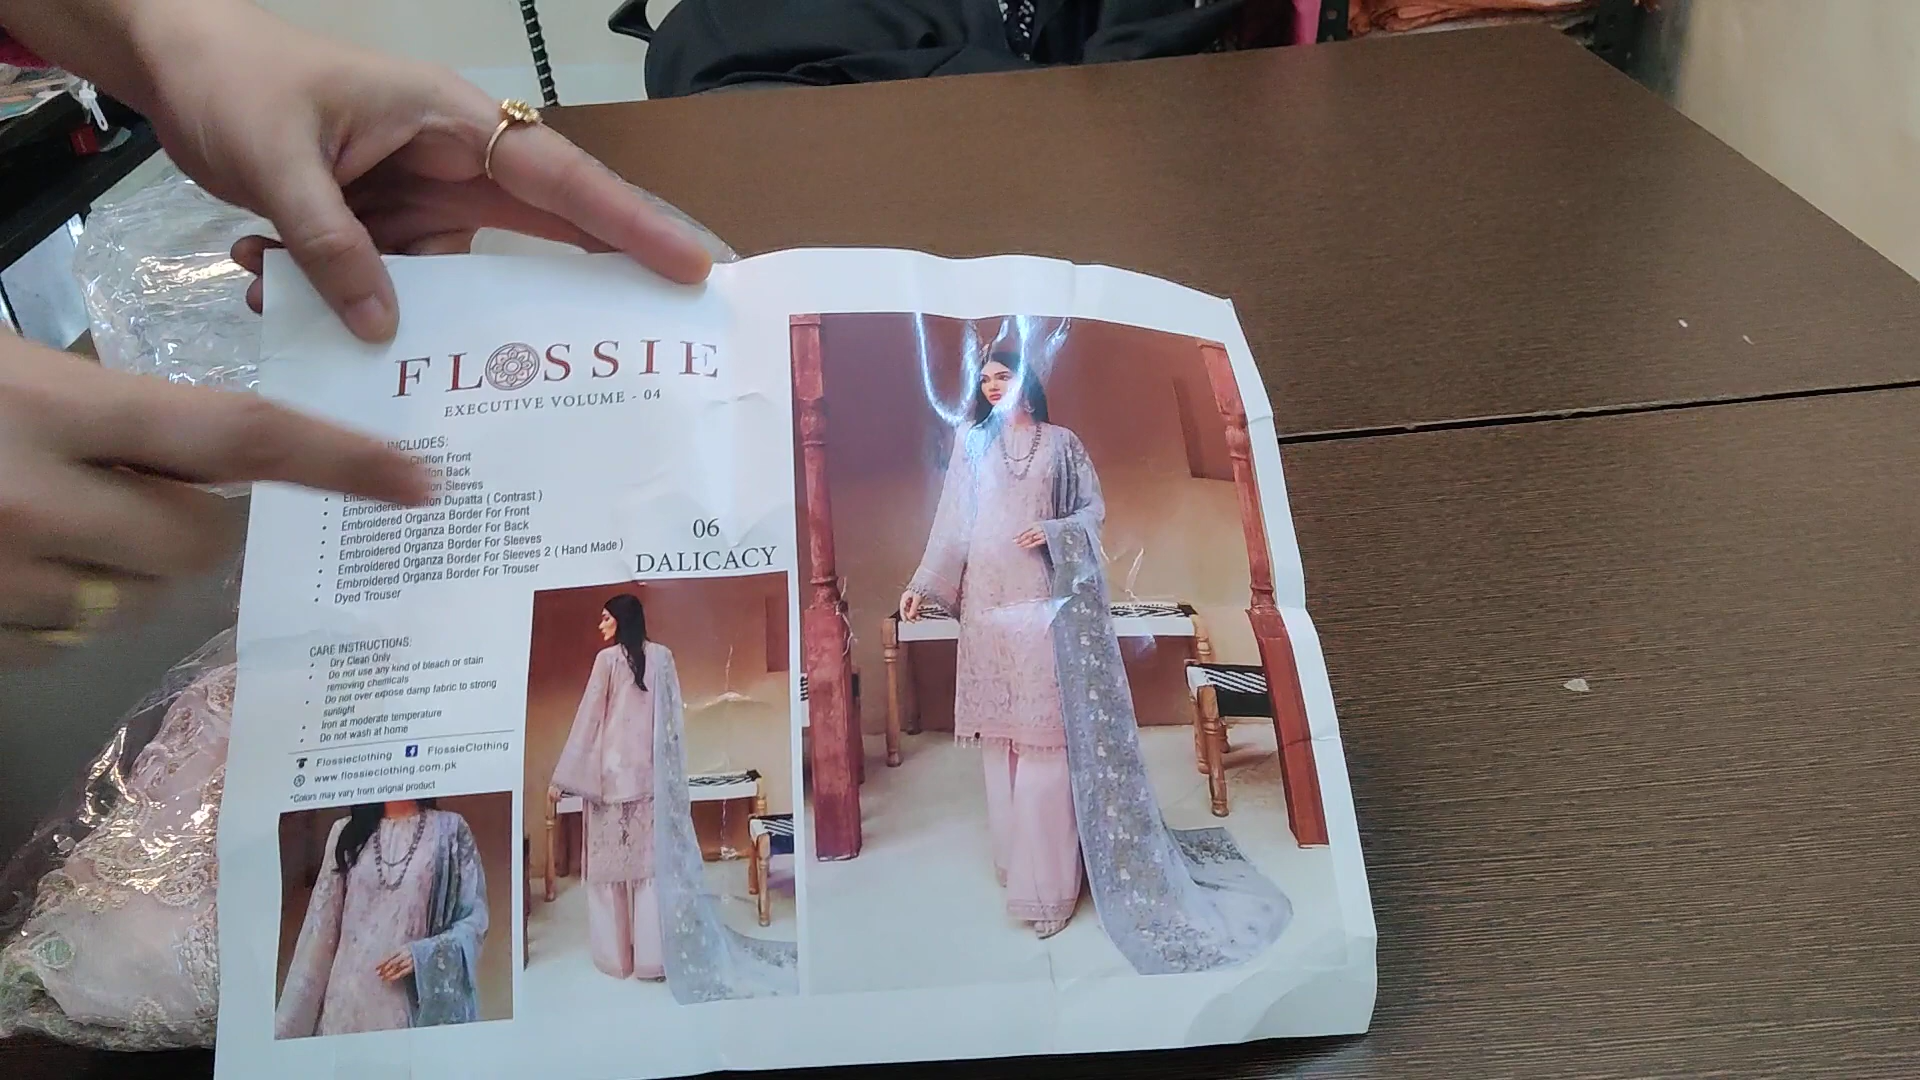 FLOSSIE
EXECUTIVE VOLUME - 04
INCLUDES:
Chiffon Front
Back
Sleeves
Embroidered Dupatta ( Contrast )
Embroidered Organza Border For Front
Embroidered Organza Border For Back
Embroidered Organza Border For Sleeves
Embroidered Organza Border For Sleeves 2 ( Hand Made )
Embroidered Organza Border For Trouser
Dyed Trouser
06
DALICACY
CARE INSTRUCTIONS:
Dry Clean Only
Do not use any kind of bleach or stain
removing chemicals
Do not over expose damp fabric to strong
sunlight
Iron at moderate temperature
Do not wash at home
Flossieclothing FlossieClothing
www.flossieclothing.com.pk
*Colors may vary from orignal product